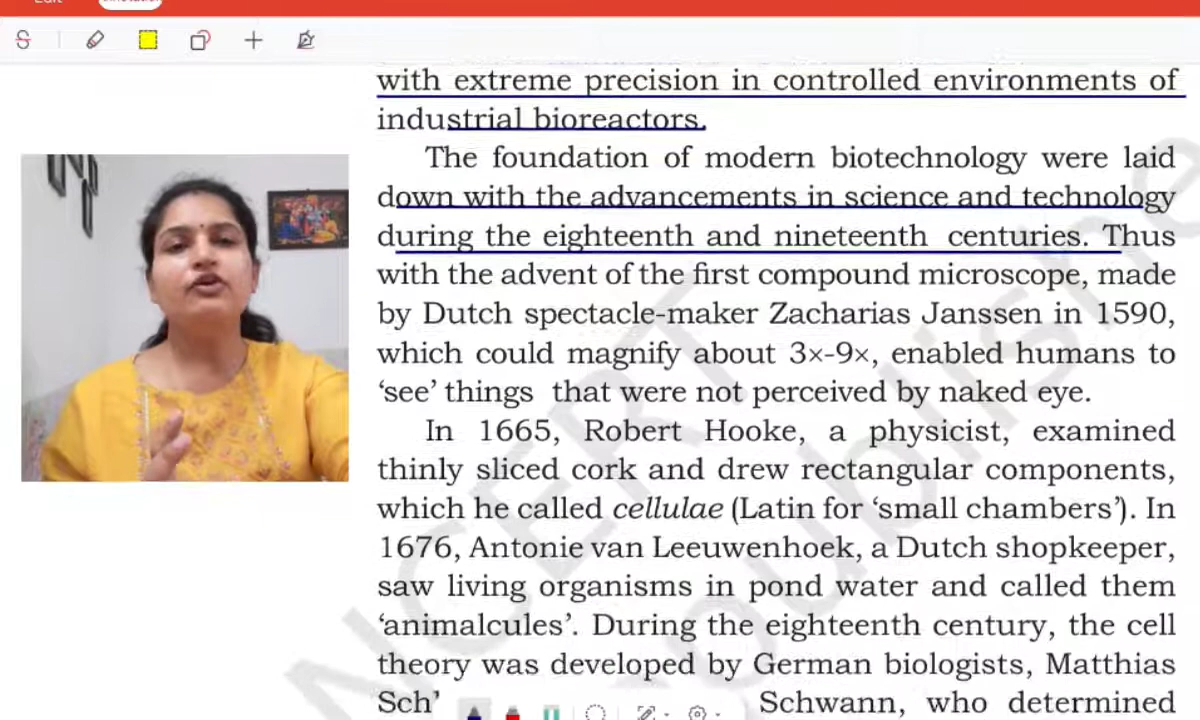 with extreme precision in controlled environments of
industrial bioreactors.
The foundation of modern biotechnology were laid
down with the advancements in science and technology
during the eighteenth and nineteenth centuries. Thus
with the advent of the first compound microscope, made
by Dutch spectacle-maker Zacharias Janssen in 1590,
which could magnify about 3×-9×, enabled humans to
‘see’ things that were not perceived by naked eye.
In 1665, Robert Hooke, a physicist, examined
thinly sliced cork and drew rectangular components,
which he called cellulae (Latin for ‘small chambers’). In
1676, Antonie van Leeuwenhoek, a Dutch shopkeeper,
saw living organisms in pond water and called them
‘animalcules’. During the eighteenth century, the cell
theory was developed by German biologists, Matthias
Sch Schwann, who determined
NCERT